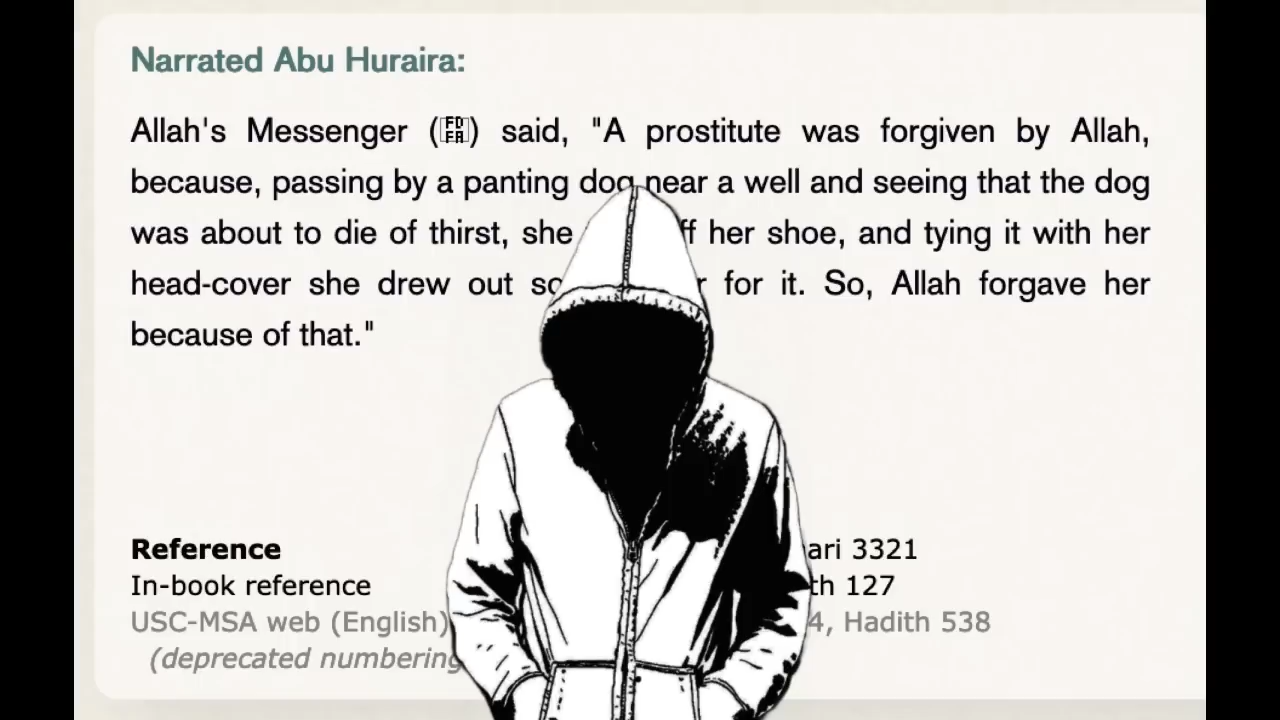 Narrated Abu Huraira:
Allah's Messenger (ﷺ) said, "A prostitute was forgiven by Allah,
because, passing by a panting dog near a well and seeing that the dog
was about to die of thirst, she ff her shoe, and tying it with her
head-cover she drew out so r for it. So, Allah forgave her
because of that."
Reference ari 3321
In-book reference th 127
USC-MSA web (English) 4, Hadith 538
(deprecated numbering